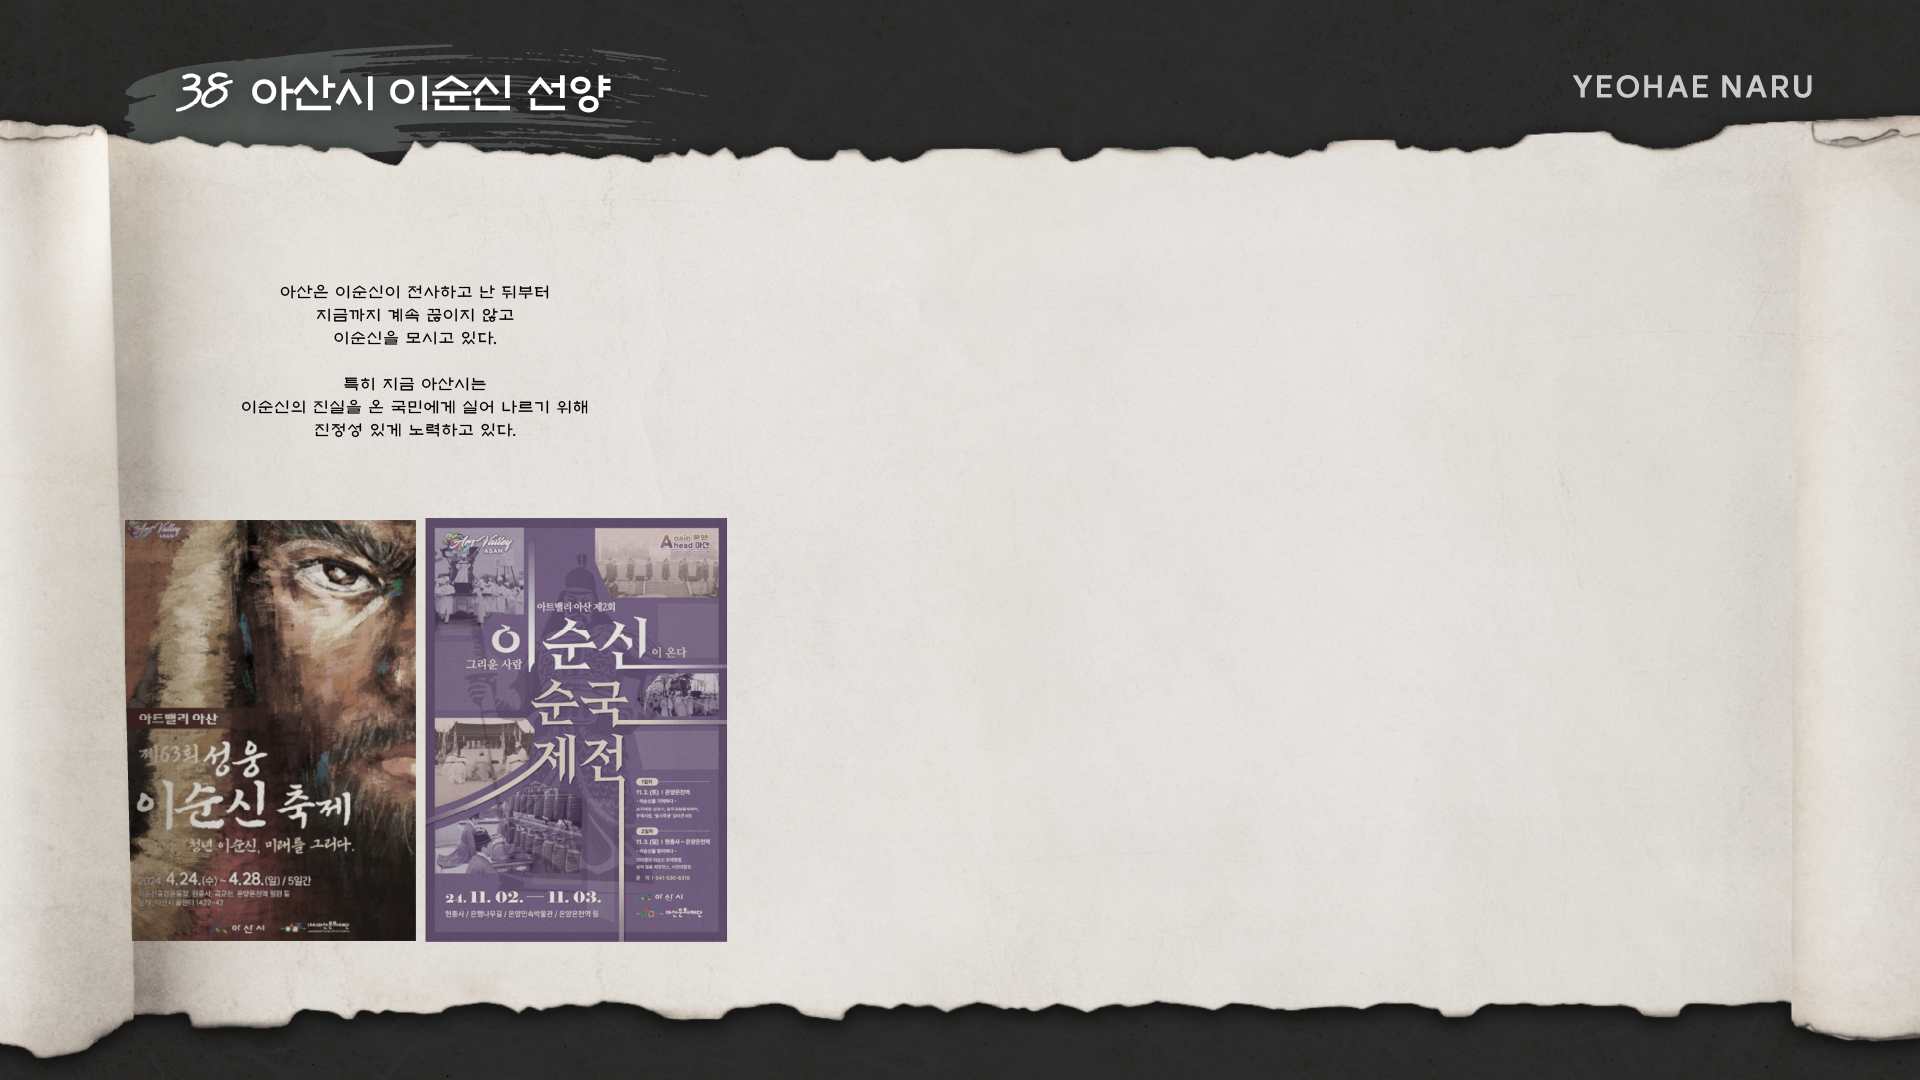 38 아산시 이순신 선양
YEOHAE NARU
아산은 이순신이 전사하고 난 뒤부터
지금까지 계속 끊이지 않고
이순신을 모시고 있다.
특히 지금 아산시는
이순신의 진실을 온 국민에게 실어 나르기 위해
진정성 있게 노력하고 있다.
Art Valley
ASAN
아트밸리 아산
제63회 성웅
이순신 축제
청년 이순신, 미래를 그리다.
2024. 4.24.(수) ~ 4.28.(일) / 5일간
아산시
Art Valley
ASAN
Again 온양
Ahead 아산
아트밸리 아산 제2회
이순신
그리운 사람
이 온다
순국
제전
1일차
11. 2. (토) | 온양온천역
- 이순신을 기억하다 -
2일차
11. 3. (일) | 현충사 ~ 온양온천역
24. 11. 02. — 11. 03.
현충사 / 은행나무길 / 온양민속박물관 / 온양온천역 등
아산시
아산문화재단